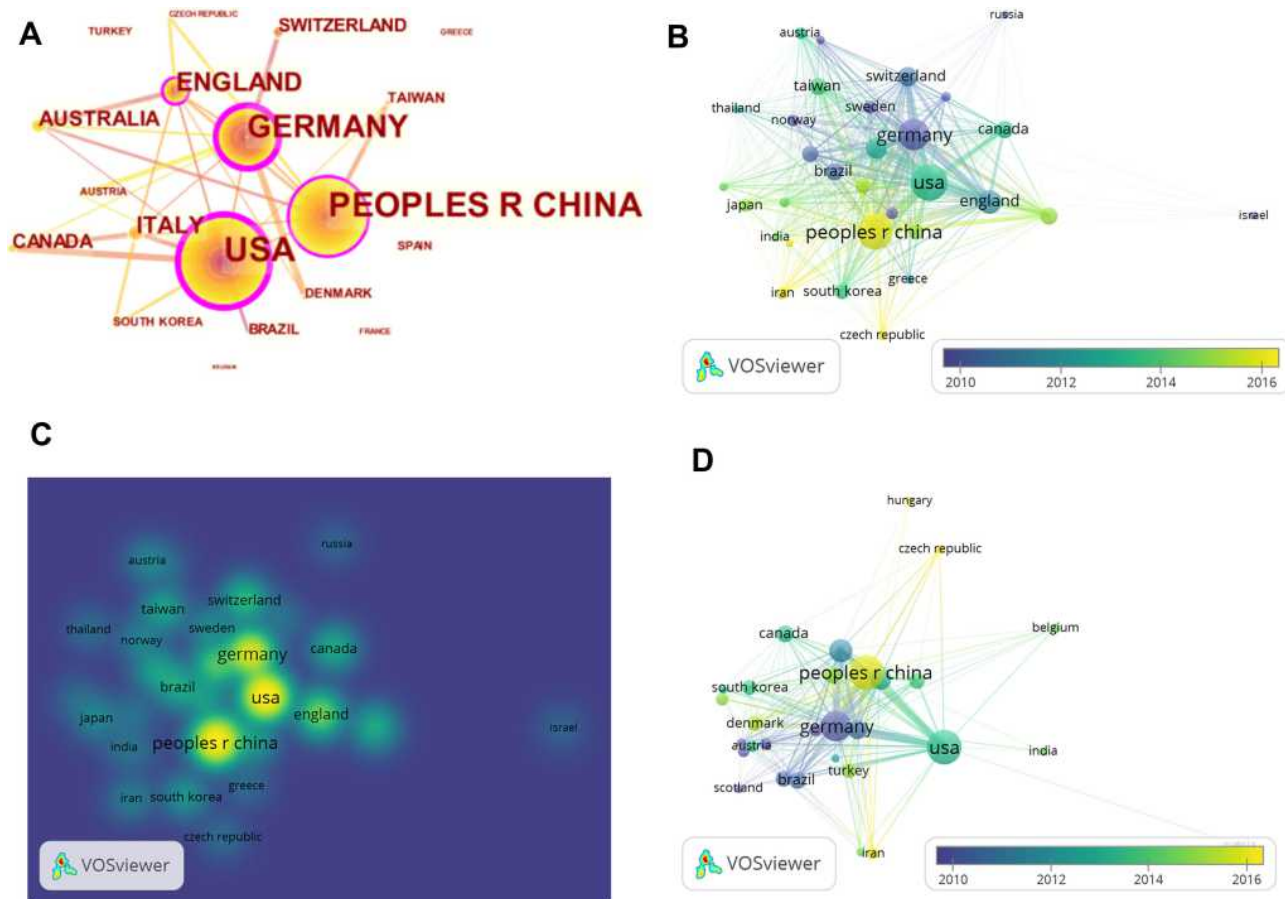 A
CZECH REPUBLIC
TURKEY
SWITZERLAND
GREECE
ENGLAND
TAIWAN
AUSTRALIA
GERMANY
AUSTRIA
PEOPLES R CHINA
ITALY
CANADA
USA
SPAIN
DENMARK
SOUTH KOREA
BRAZIL
FRANCE
B
russia
austria
switzerland
taiwan
thailand
sweden
norway
germany
canada
brazil
usa
england
japan
israel
peoples r china
india
iran
south korea
greece
czech republic
VOSviewer
2010 2012 2014 2016
C
russia
austria
taiwan
switzerland
thailand
norway
sweden
germany
canada
brazil
usa
england
japan
israel
india
peoples r china
iran
south korea
greece
czech republic
VOSviewer
D
hungary
czech republic
canada
belgium
peoples r china
south korea
denmark
germany
austria
usa
india
turkey
brazil
scotland
iran
VOSviewer
2010 2012 2014 2016